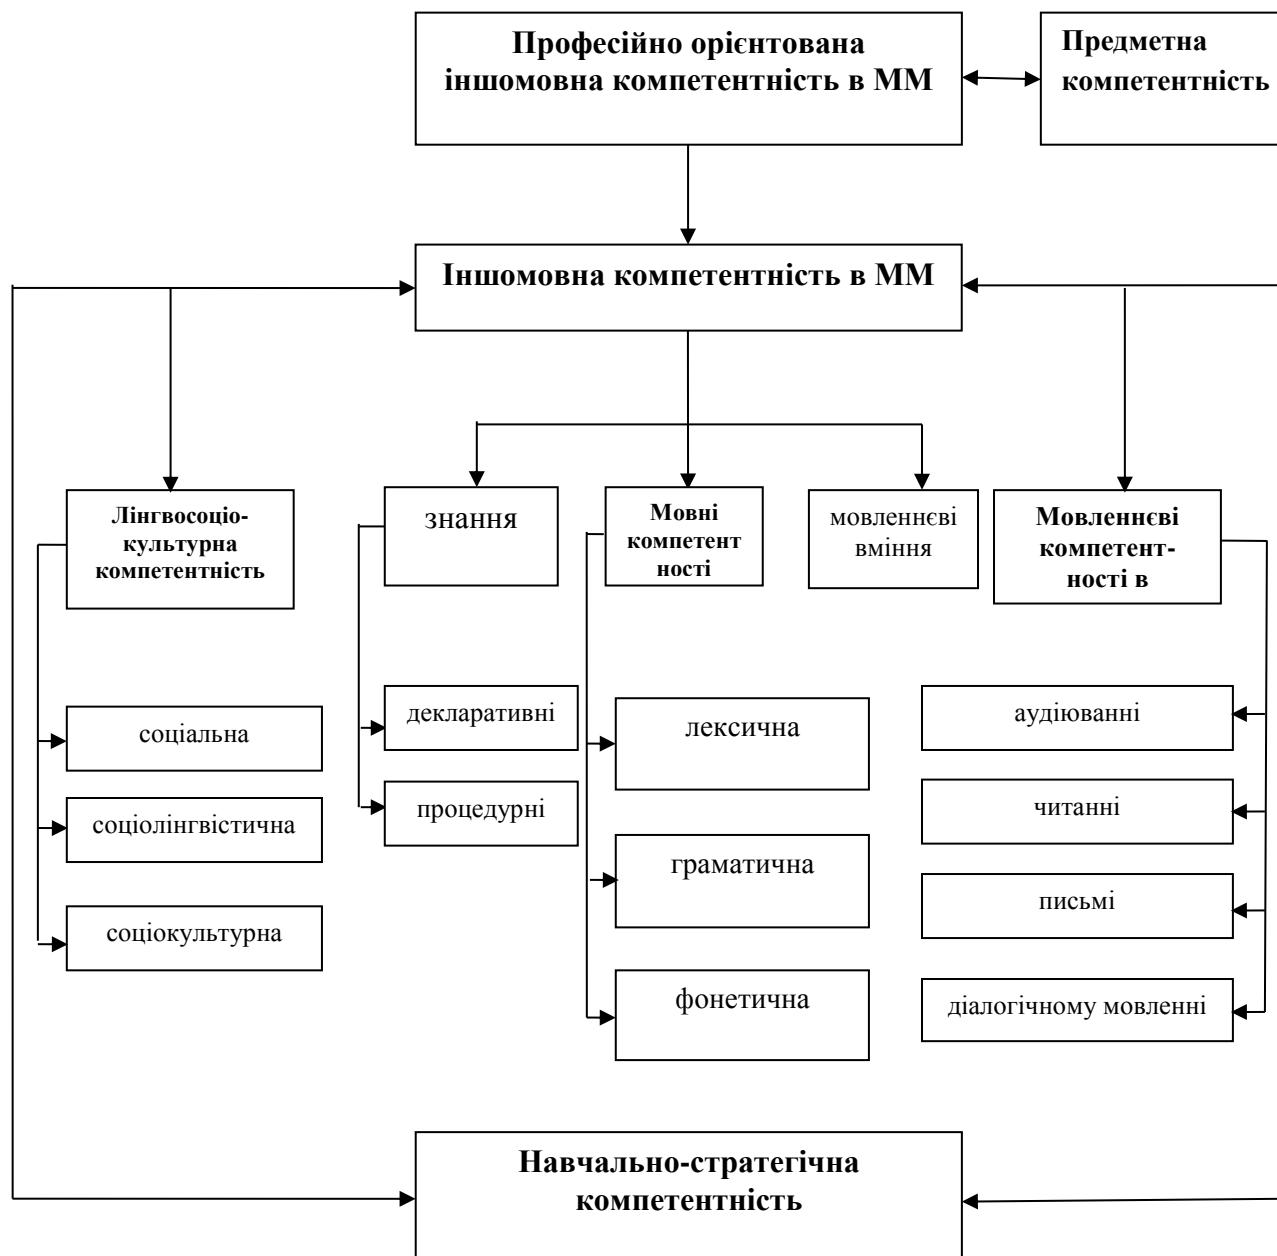 Професійно орієнтована
іншомовна компетентність в ММ
Предметна
компетентність
Іншомовна компетентність в ММ
Лінгвосоціо-
культурна
компетентність
знання
Мовні
компетент
ності
мовленнєві
вміння
Мовленнєві
компетент-
ності в
соціальна
соціолінгвістична
соціокультурна
декларативні
процедурні
лексична
граматична
фонетична
аудіюванні
читанні
письмі
діалогічному мовленні
Навчально-стратегічна
компетентність